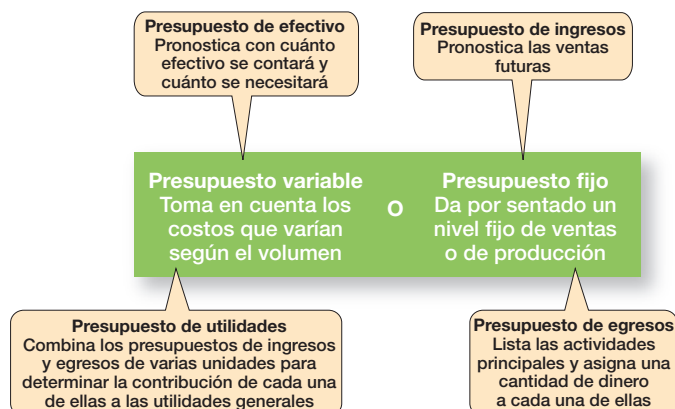 Presupuesto de efectivo
Pronostica con cuánto
efectivo se contará y
cuánto se necesitará
Presupuesto de ingresos
Pronostica las ventas
futuras
Presupuesto variable
Toma en cuenta los
costos que varían
según el volumen
O
Presupuesto fijo
Da por sentado un
nivel fijo de ventas
o de producción
Presupuesto de utilidades
Combina los presupuestos de ingresos
y egresos de varias unidades para
determinar la contribución de cada una
de ellas a las utilidades generales
Presupuesto de egresos
Lista las actividades
principales y asigna una
cantidad de dinero
a cada una de ellas